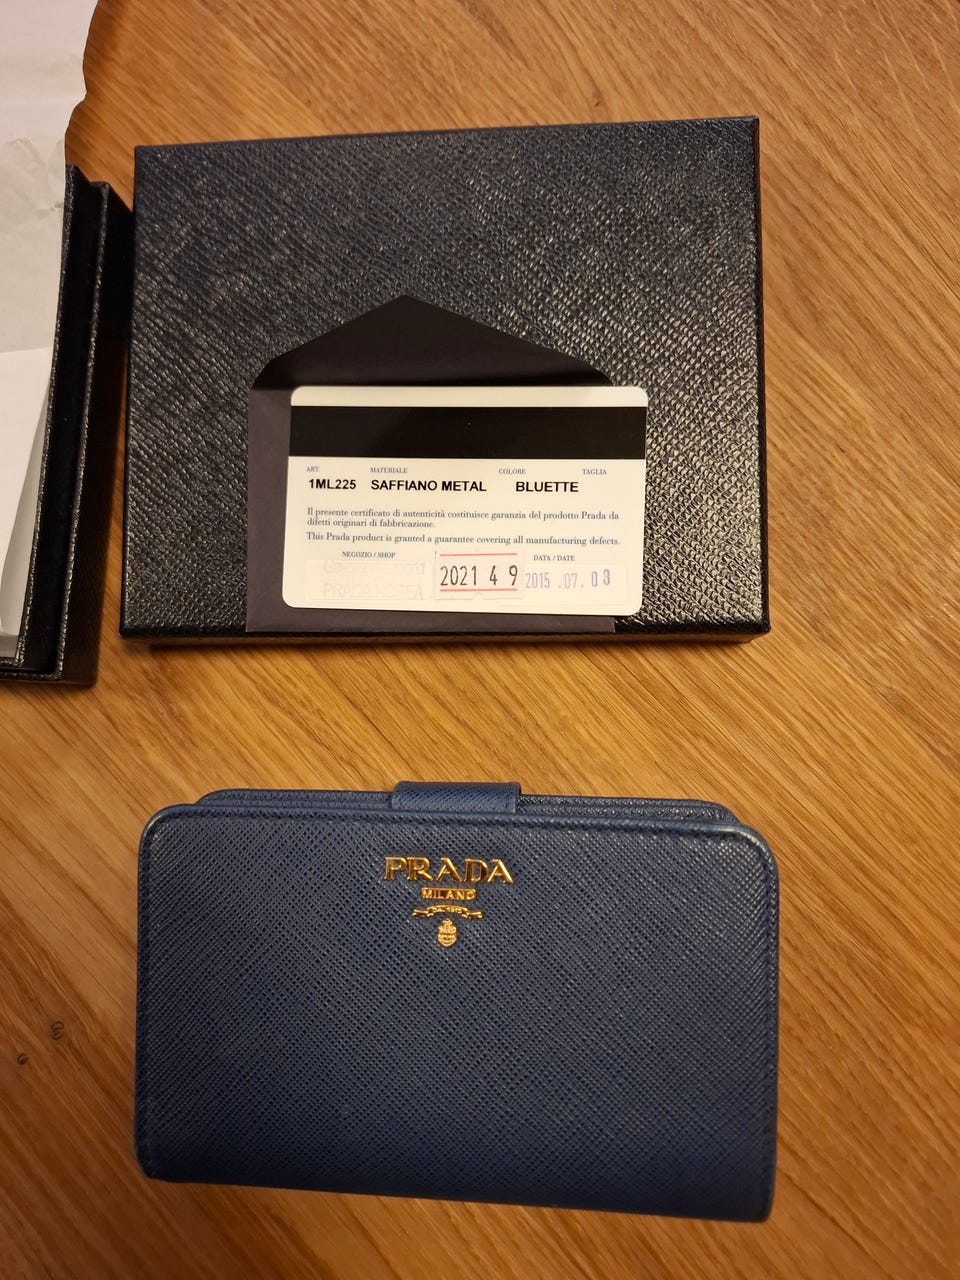 ART. MATERIALE COLORE TAGLIA
1ML225 SAFFIANO METAL BLUETTE
Il presente certificato di autenticità costituisce garanzia del prodotto Prada da
difetti originari di fabbricazione.
This Prada product is granted a guarantee covering all manufacturing defects.
NEGOZIO / SHOP DATA / DATE
PRADA KOREA 2021 4 9 2015 .07. 03
PRADA
MILANO